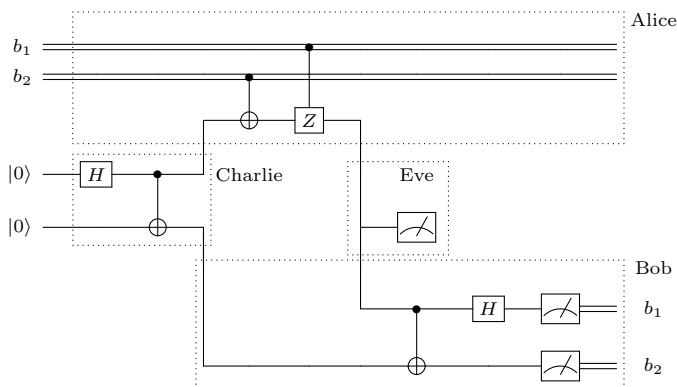 Alice
b₁
b₂
Z
|0⟩ H Charlie Eve
|0⟩
Bob
H b₁
b₂